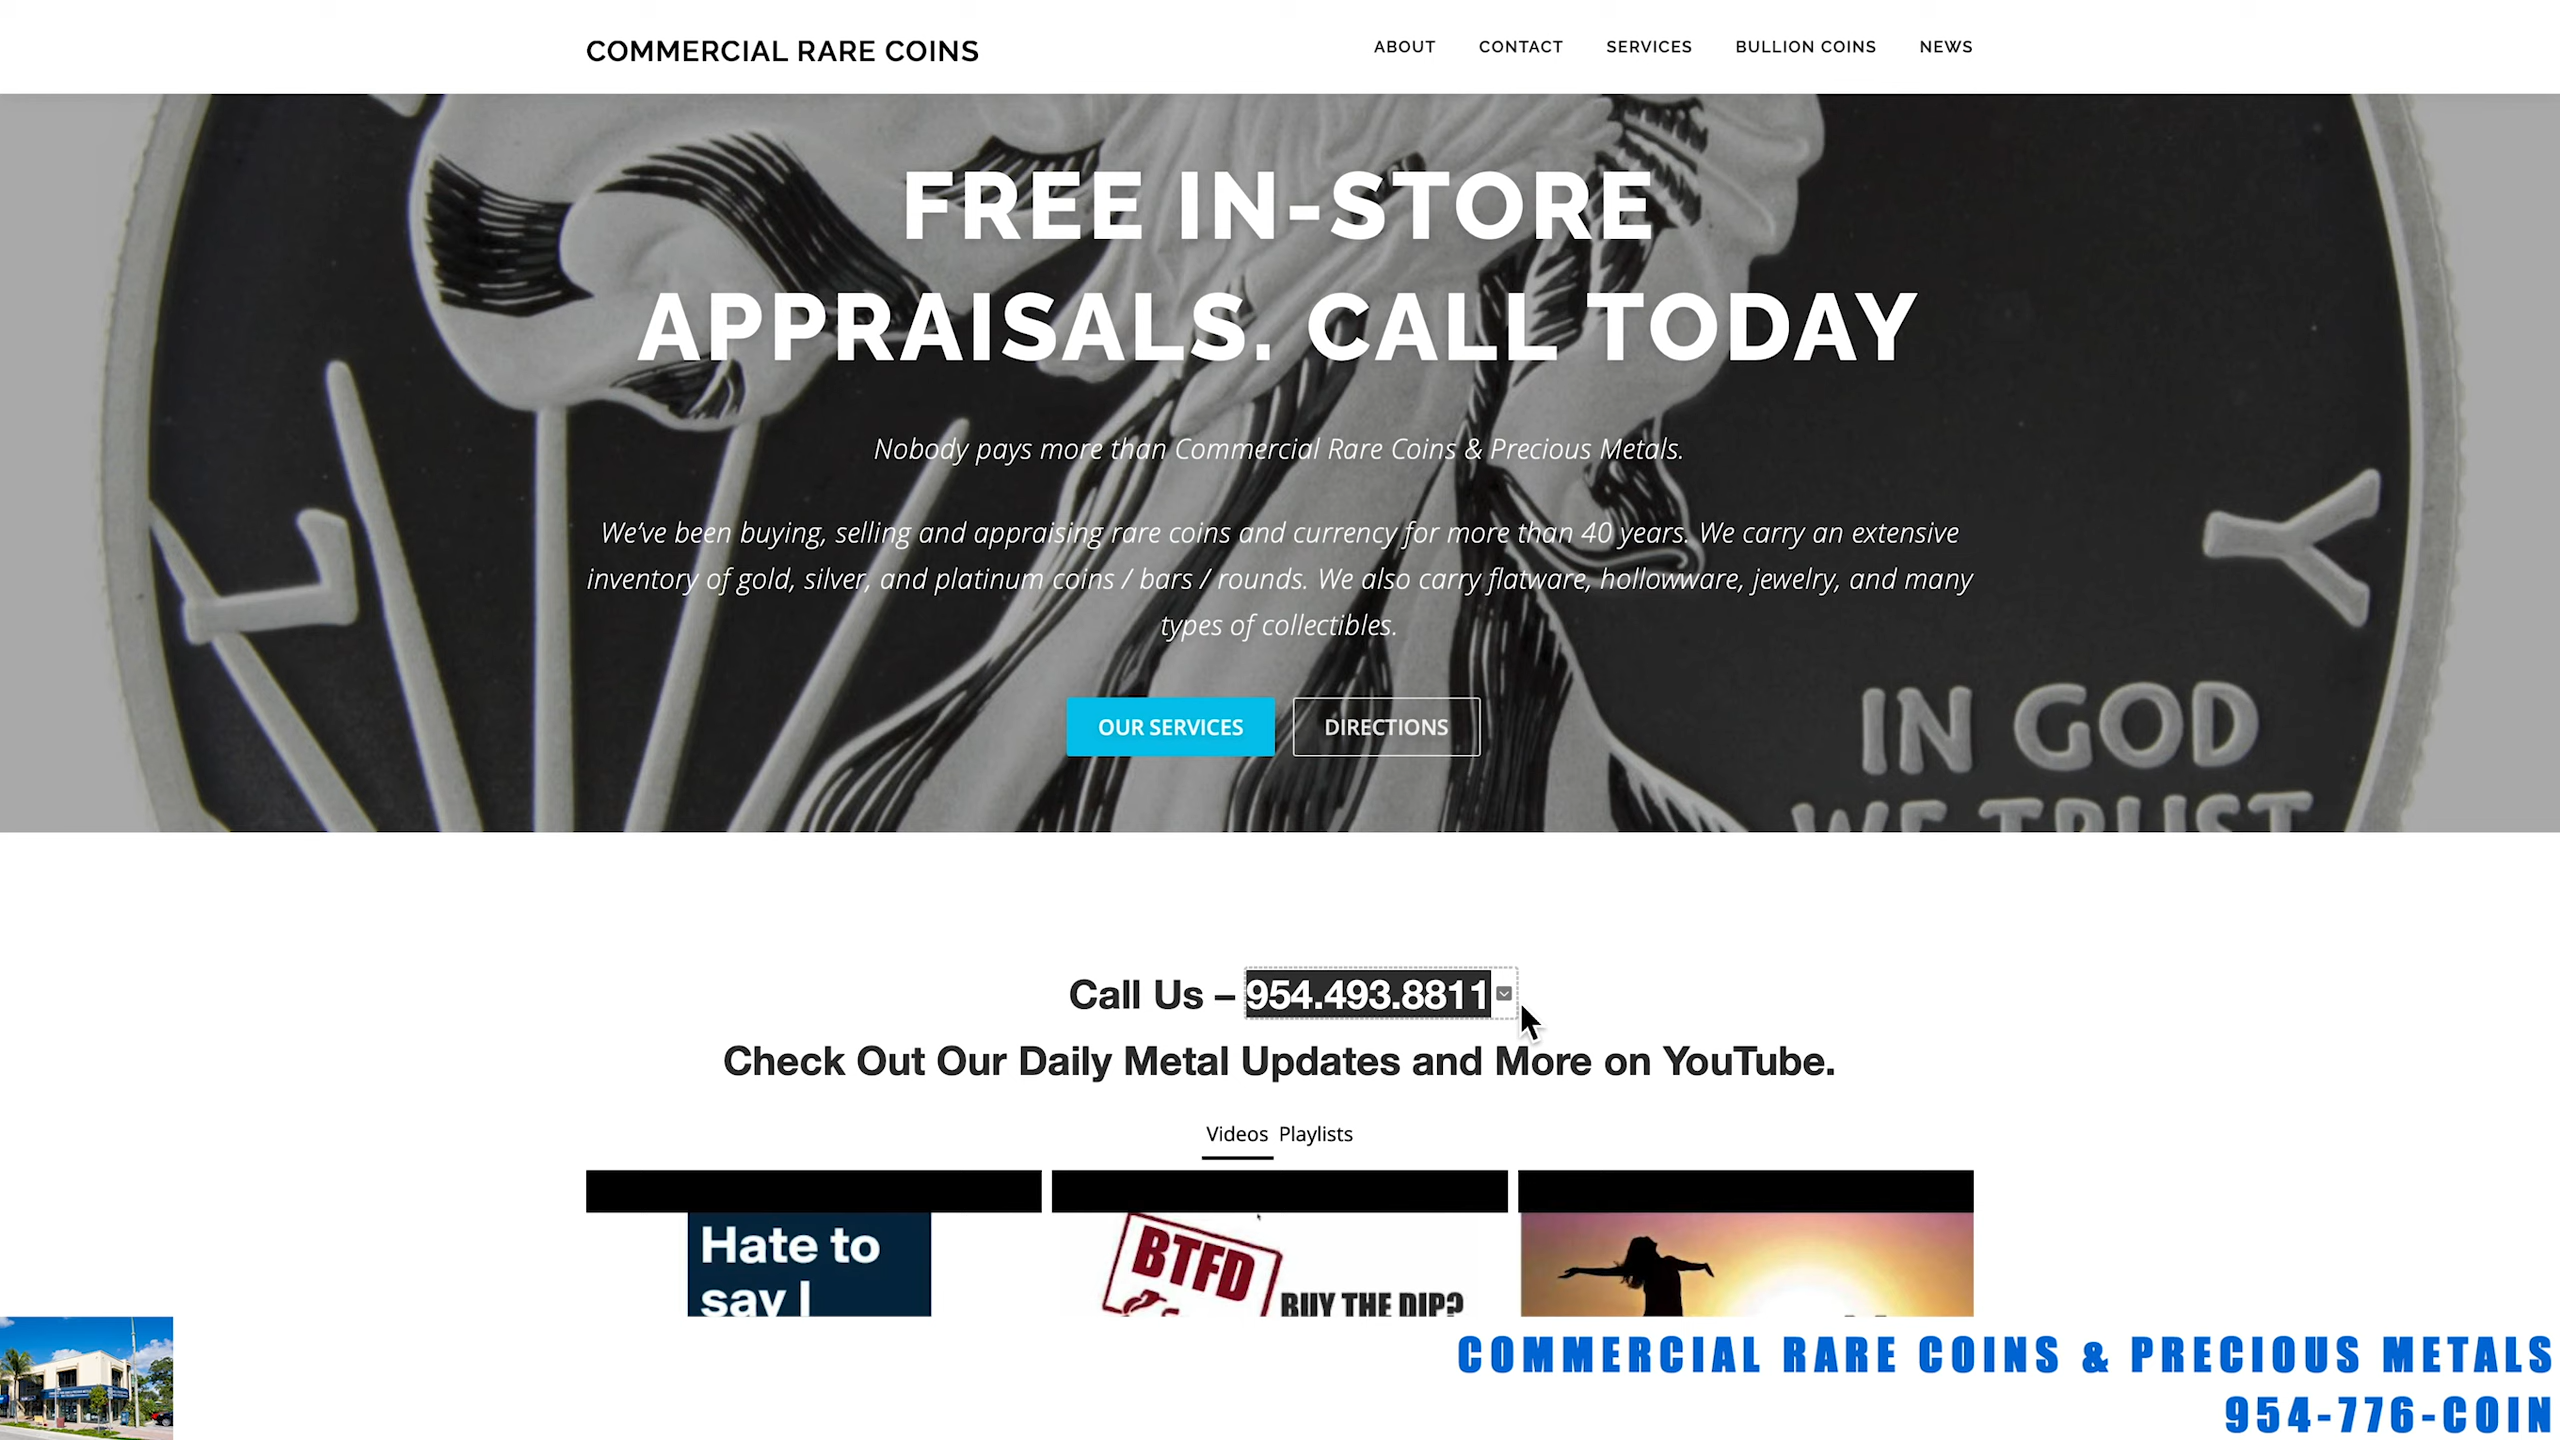 COMMERCIAL RARE COINS
ABOUT CONTACT SERVICES BULLION COINS NEWS
FREE IN-STORE
APPRAISALS. CALL TODAY
Nobody pays more than Commercial Rare Coins & Precious Metals.
We've been buying, selling and appraising rare coins and currency for more than 40 years. We carry an extensive
inventory of gold, silver, and platinum coins / bars / rounds. We also carry flatware, hollowware, jewelry, and many
types of collectibles.
OUR SERVICES DIRECTIONS
L
Y
IN GOD
WE TRUST
Call Us – 954.493.8811
Check Out Our Daily Metal Updates and More on YouTube.
Videos Playlists
Hate to
say I
BTFD
BUY THE DIP?
COMMERCIAL RARE COINS & PRECIOUS METALS
954-776-COIN